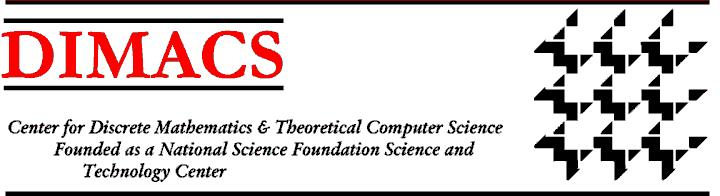 DIMACS
Center for Discrete Mathematics & Theoretical Computer Science
Founded as a National Science Foundation Science and
Technology Center